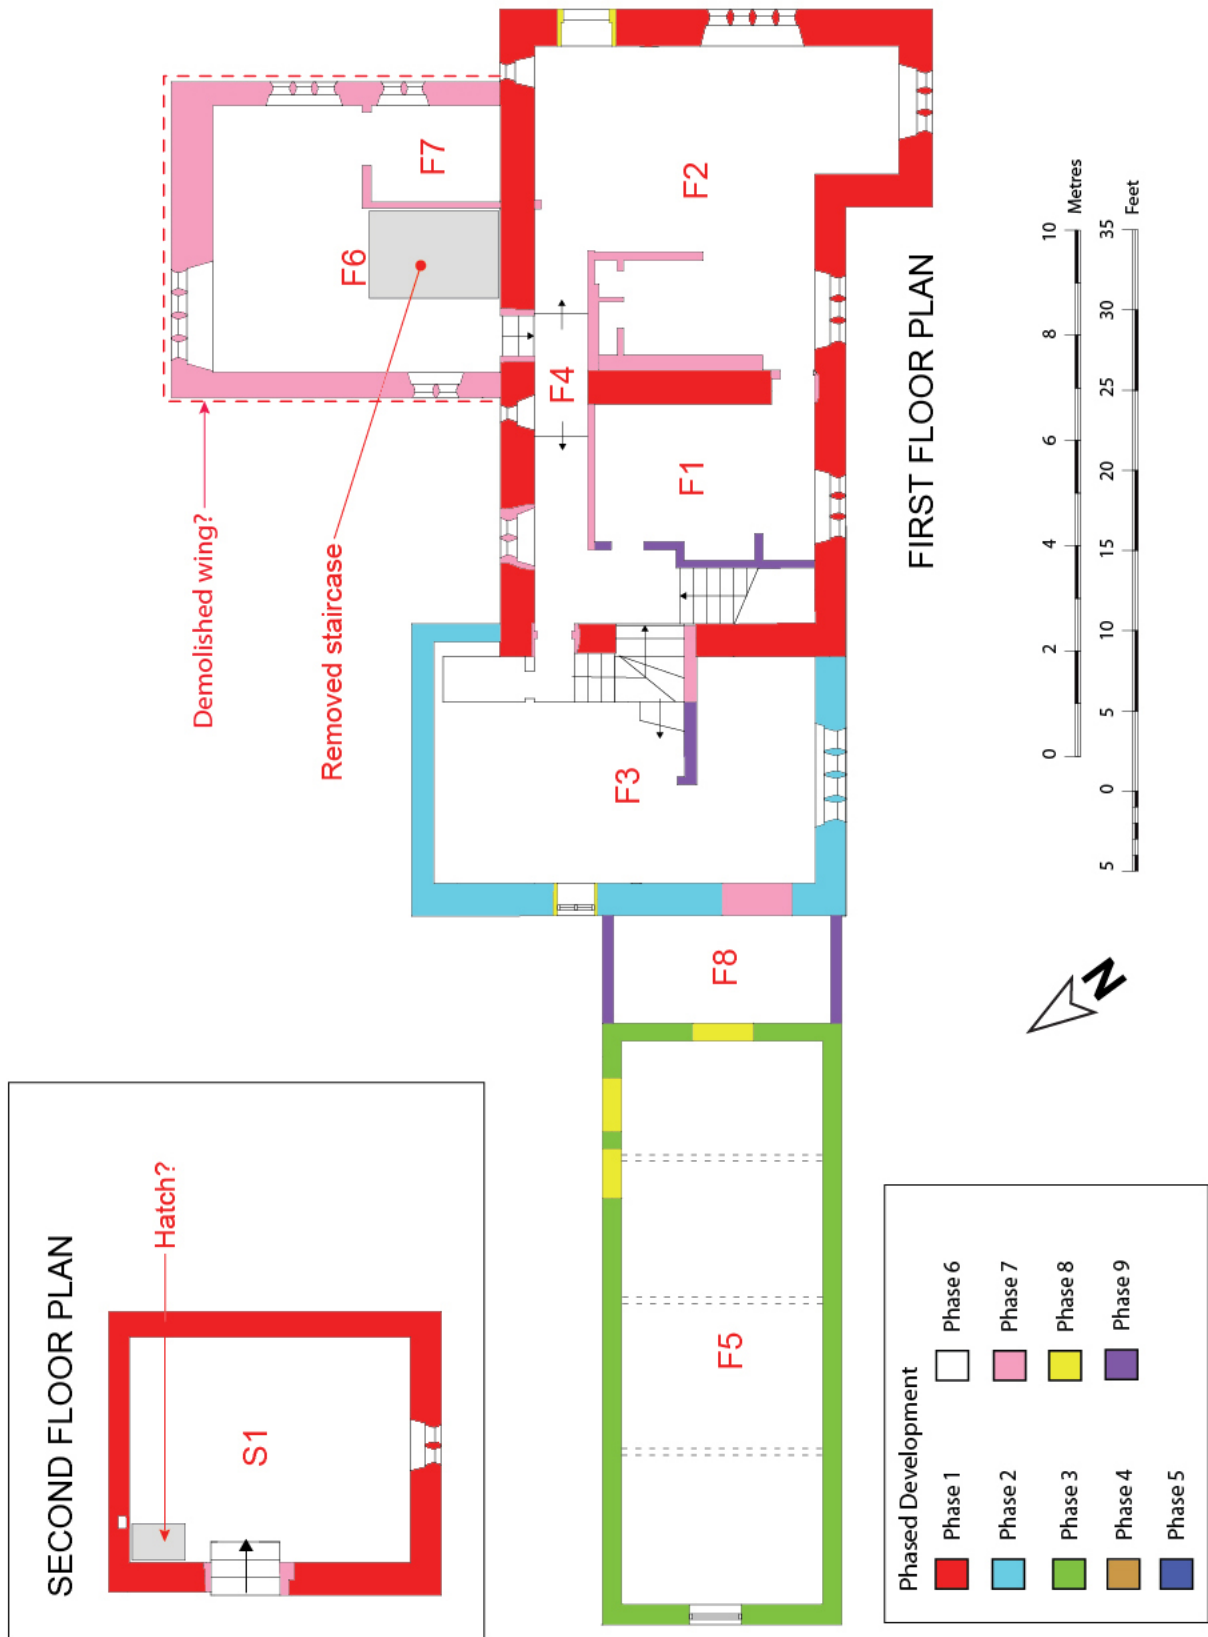 SECOND FLOOR PLAN
Hatch?
S1
Demolished wing?
Removed staircase
F7
F6
F2
F4
F1
F3
F8
F5
FIRST FLOOR PLAN
0 2 4 6 8 10
Metres
5 0 5 10 15 20 25 30 35
Feet
N
Phased Development
Phase 1
Phase 2
Phase 3
Phase 4
Phase 5
Phase 6
Phase 7
Phase 8
Phase 9